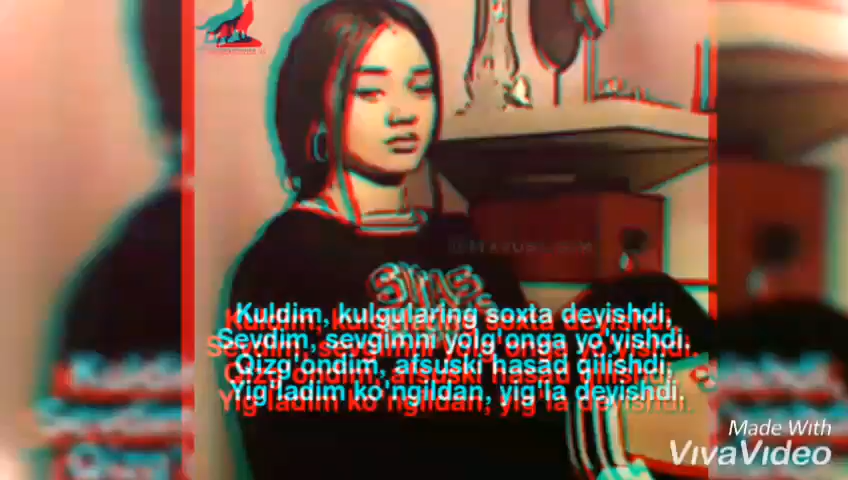 Kuldim, kulgularing soxta deyishdi,
Sevdim, sevgimni yolg'onga yo'yishdi.
Qizg'ondim, afsuski hasad qilishdi,
Yig'ladim ko'ngildan, yig'la deyishdi.
Made With
VivaVideo